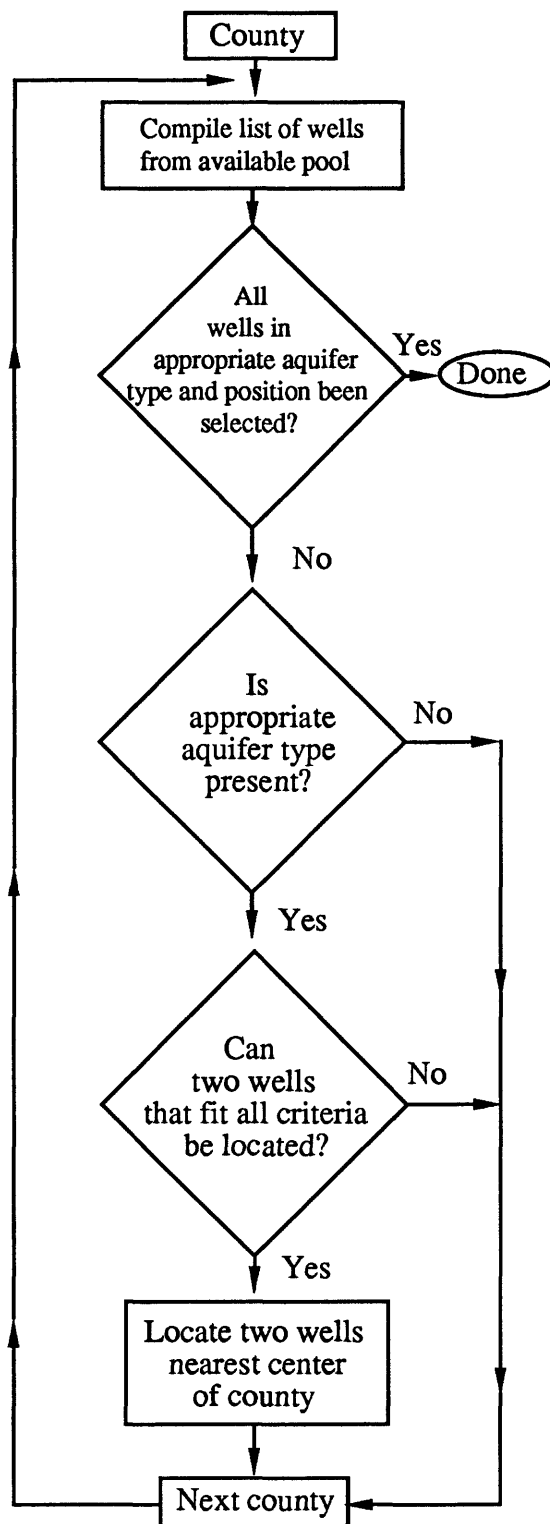 County
Compile list of wells
from available pool
All
wells in
appropriate aquifer
type and position been
selected?
Yes
Done
No
Is
appropriate
aquifer type
present?
No
Yes
Can
two wells
that fit all criteria
be located?
No
Yes
Locate two wells
nearest center
of county
Next county